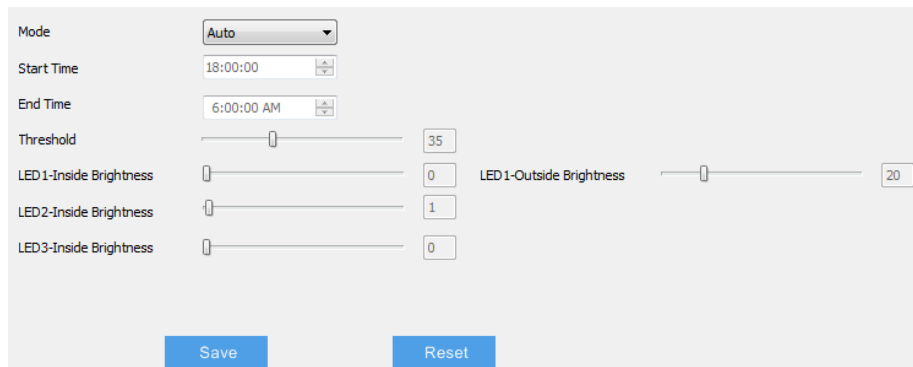 Mode Auto
Start Time 18:00:00
End Time 6:00:00 AM
Threshold 35
LED1-Inside Brightness 0 LED1-Outside Brightness 20
LED2-Inside Brightness 1
LED3-Inside Brightness 0
Save Reset